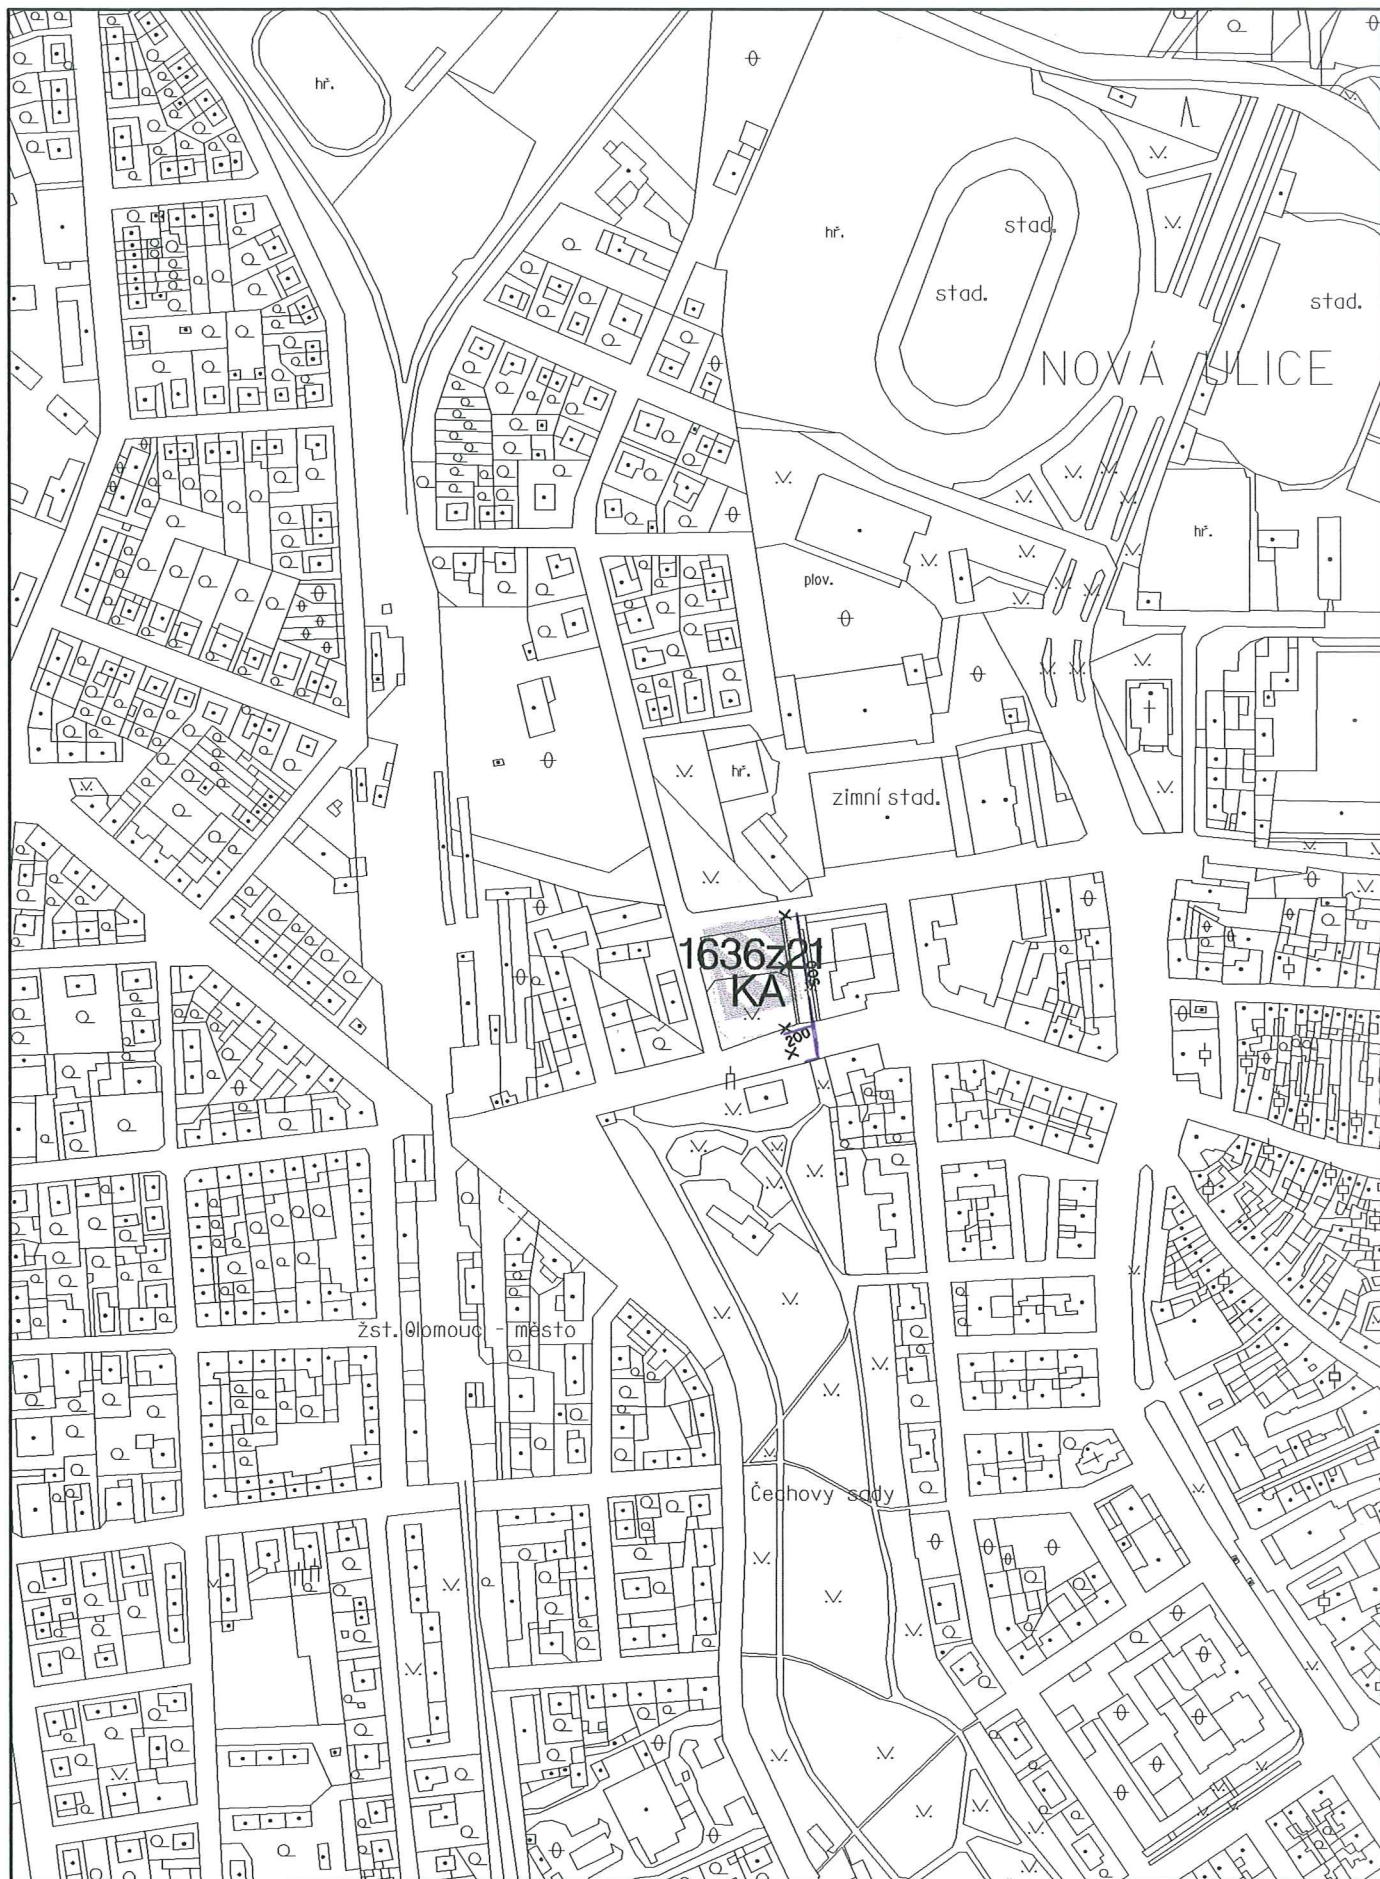 hř.
hř.
stad.
stad.
stad.
NOVÁ ULICE
hř.
plov.
hř.
zimní stad.
1636z21
KA
200
žst. Olomouc - město
Čechovy sady